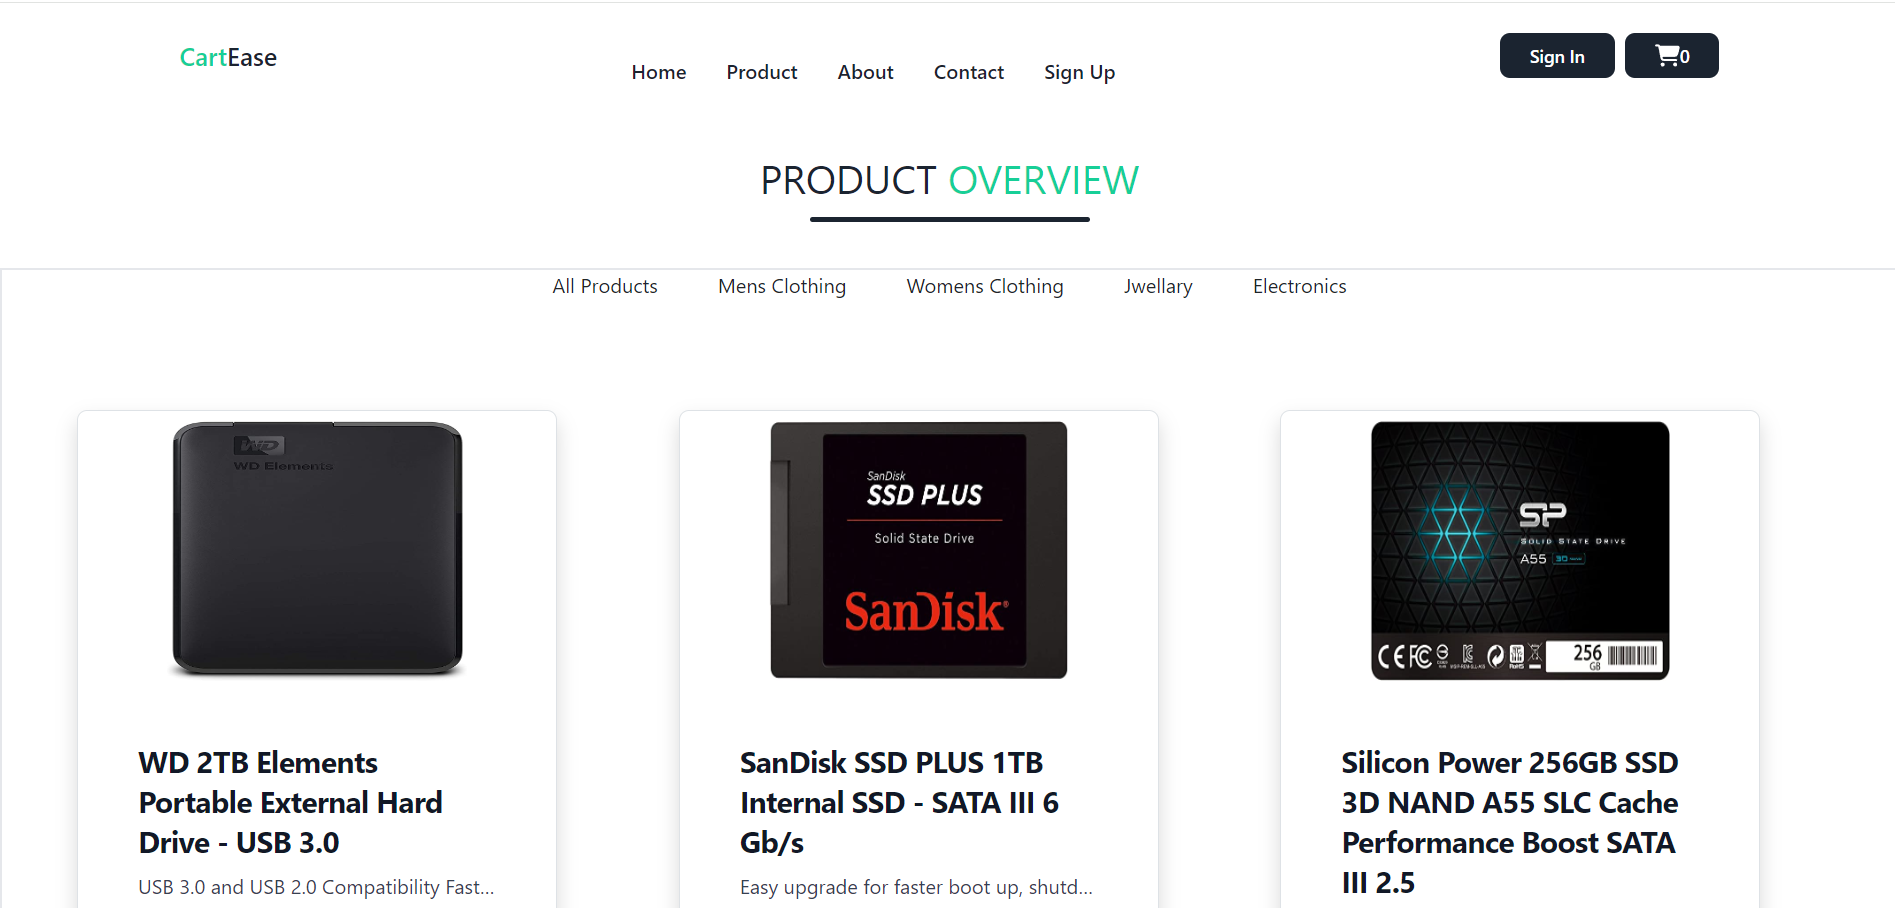 CartEase
Home Product About Contact Sign Up
Sign In
0
PRODUCT OVERVIEW
All Products Mens Clothing Womens Clothing Jwellary Electronics
WD
WD Elements
SanDisk
SSD PLUS
Solid State Drive
SanDisk®
SP
SOLID STATE DRIVE
A55
256
GB
WD 2TB Elements
Portable External Hard
Drive - USB 3.0
USB 3.0 and USB 2.0 Compatibility Fast...
SanDisk SSD PLUS 1TB
Internal SSD - SATA III 6
Gb/s
Easy upgrade for faster boot up, shutd...
Silicon Power 256GB SSD
3D NAND A55 SLC Cache
Performance Boost SATA
III 2.5